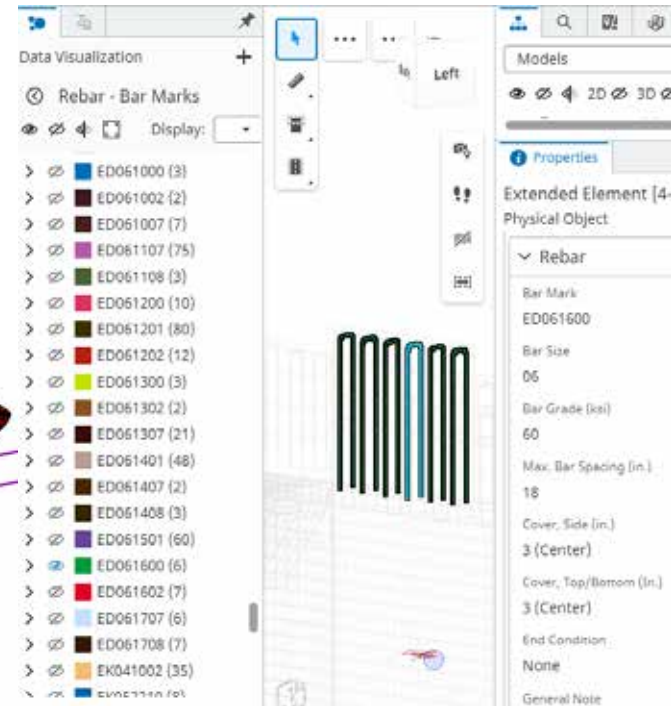 Data Visualization
Rebar - Bar Marks
Display:
ED061000 (3)
ED061002 (2)
ED061007 (7)
ED061107 (75)
ED061108 (3)
ED061200 (10)
ED061201 (80)
ED061202 (12)
ED061300 (3)
ED061302 (2)
ED061307 (21)
ED061401 (48)
ED061407 (2)
ED061408 (3)
ED061501 (60)
ED061600 (6)
ED061602 (7)
ED061707 (6)
ED061708 (7)
EK041002 (35)
Left
Models
2D
3D
Properties
Extended Element [4-
Physical Object
Rebar
Bar Mark
ED061600
Bar Size
06
Bar Grade (ksi)
60
Max. Bar Spacing (in.)
18
Cover, Side (in.)
3 (Center)
Cover, Top/Bottom (in.)
3 (Center)
End Condition
None
General Note